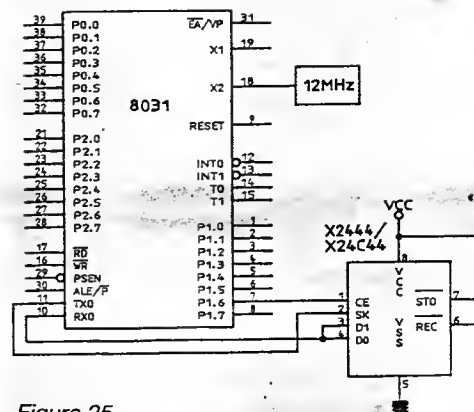 39 P0.0 EA/VP 31
38 P0.1
37 P0.2 X1 19
36 P0.3
35 P0.4
34 P0.5 X2 18 12MHz
33 P0.6
32 P0.7
8031
RESET 9
21 P2.0
22 P2.1
23 P2.2 INT0 12
24 P2.3 INT1 13
25 P2.4 T0 14
26 P2.5 T1 15
27 P2.6
28 P2.7 P1.0 1
P1.1 2
17 RD P1.2 3
16 WR P1.3 4
29 PSEN P1.4 5
30 ALE/P P1.5 6
11 TX0 P1.6 7
10 RX0 P1.7 8
VCC
X2444/
X24C44
8
VCC
1 CE STO 7
2 SK
3 D1 VSS REC 6
4 D0
5
Figure 25